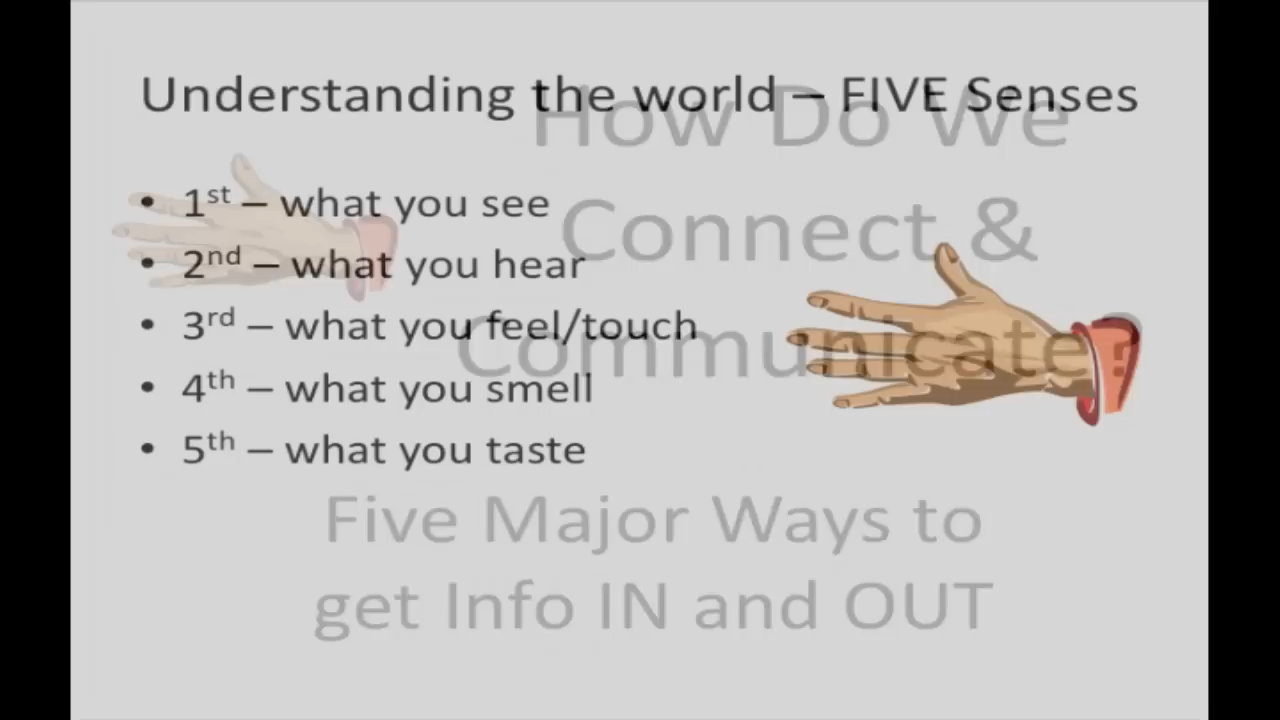 Understanding the world – FIVE Senses
• 1st – what you see
• 2nd – what you hear
• 3rd – what you feel/touch
• 4th – what you smell
• 5th – what you taste
How Do We
Connect &
Communicate?
Five Major Ways to
get Info IN and OUT